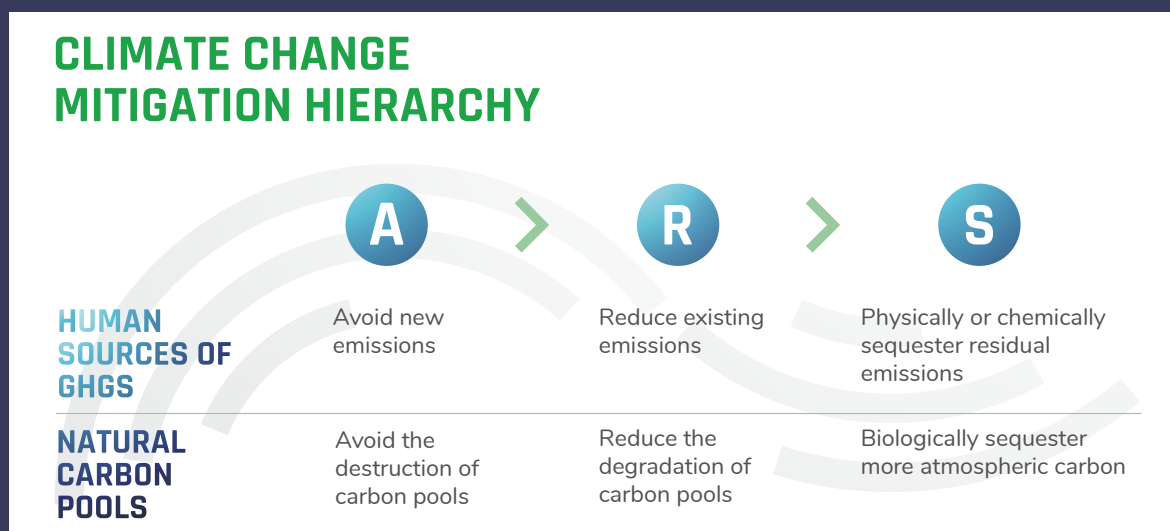 CLIMATE CHANGE
MITIGATION HIERARCHY
A
R
S
HUMAN
SOURCES OF
GHGS
Avoid new
emissions
Reduce existing
emissions
Physically or chemically
sequester residual
emissions
NATURAL
CARBON
POOLS
Avoid the
destruction of
carbon pools
Reduce the
degradation of
carbon pools
Biologically sequester
more atmospheric carbon